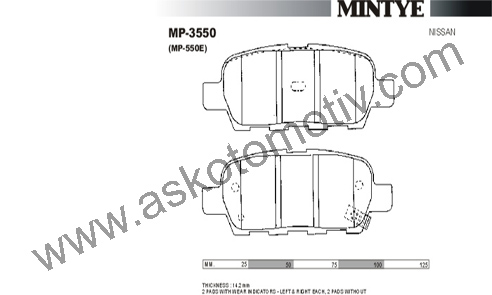 MINTYE
MP-3550
(MP-550E)
NISSAN
www.askotomotiv.com
MM. 25 50 75 100 125
THICKNESS : 14.2 mm
2 PADS WITH WEAR INDICATORS - LEFT & RIGHT EACH, 2 PADS WITHOUT